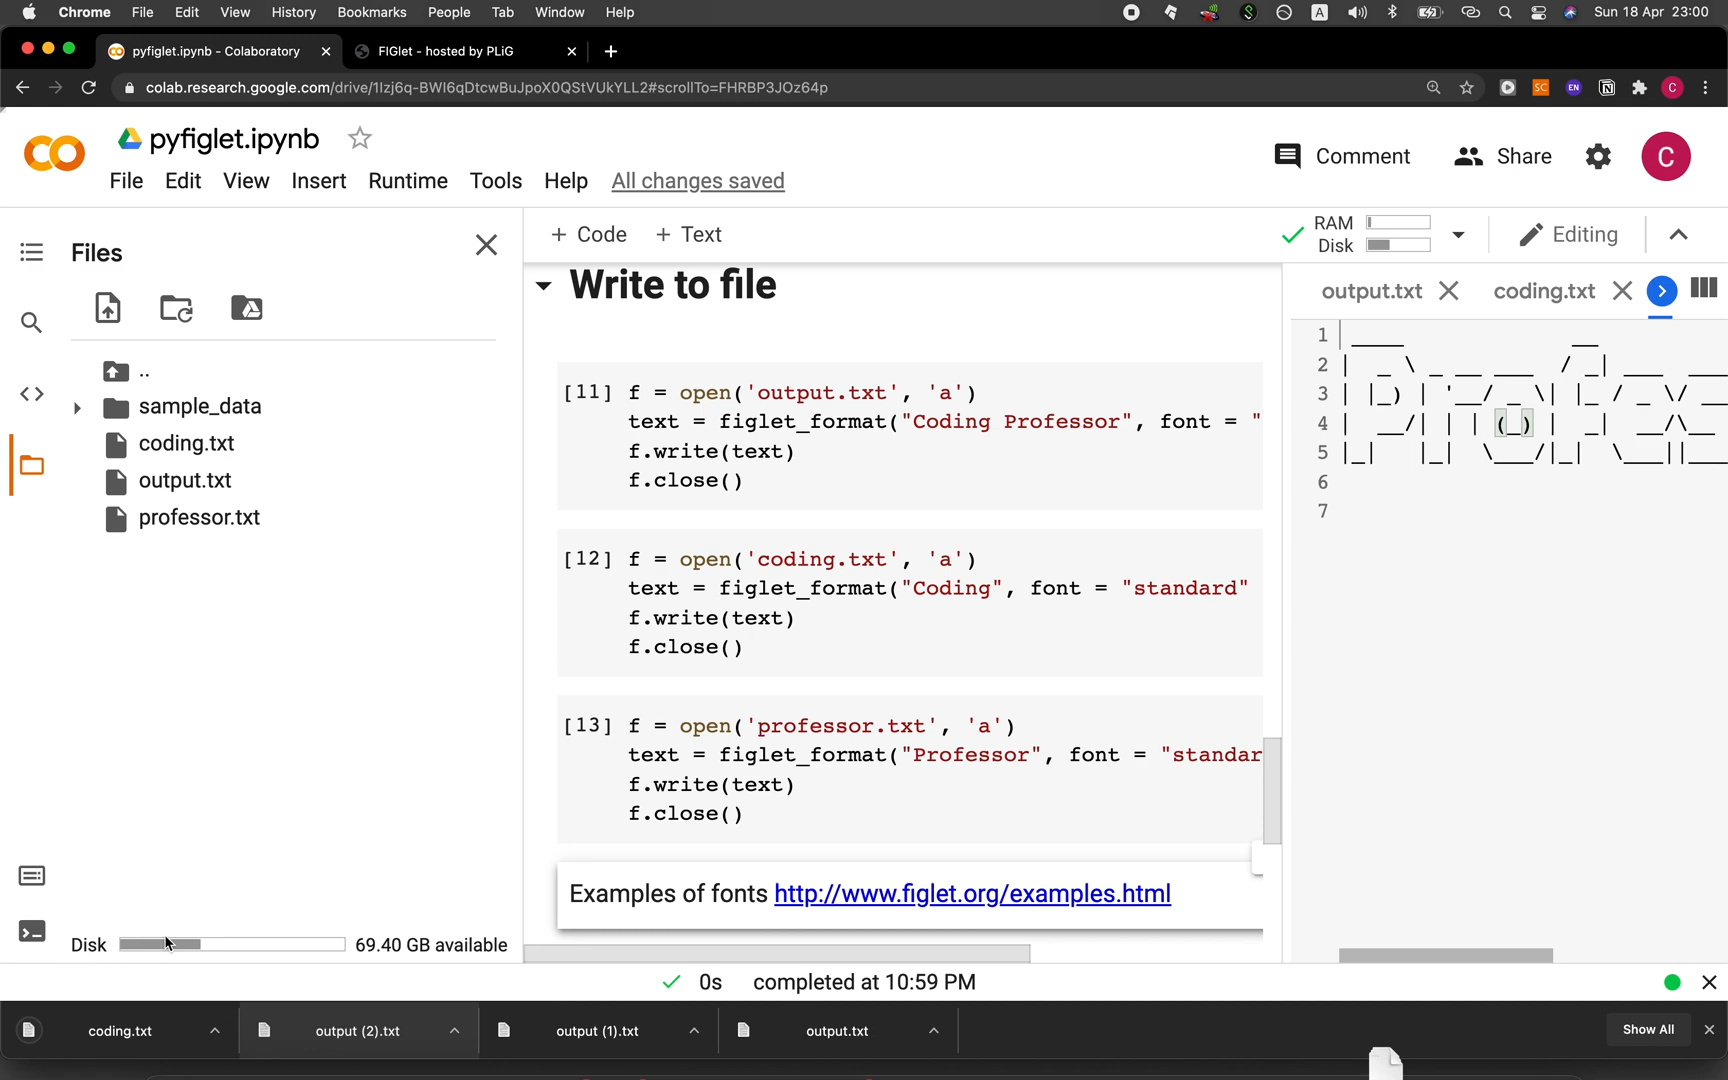 Chrome File Edit View History Bookmarks People Tab Window Help
A Sun 18 Apr 23:00
pyfiglet.ipynb - Colaboratory
FIGlet - hosted by PLiG
colab.research.google.com/drive/1Izj6q-BWI6qDtcwBuJpoX0QStVUkYLL2#scrollTo=FHRBP3JOz64p
SC EN C
CO pyfiglet.ipynb
File Edit View Insert Runtime Tools Help All changes saved
Comment Share C
Files
+ Code + Text
RAM
Disk
Editing
..
sample_data
coding.txt
output.txt
professor.txt
Disk 69.40 GB available
Write to file
[11] f = open('output.txt', 'a')
text = figlet_format("Coding Professor", font = "
f.write(text)
f.close()
[12] f = open('coding.txt', 'a')
text = figlet_format("Coding", font = "standard"
f.write(text)
f.close()
[13] f = open('professor.txt', 'a')
text = figlet_format("Professor", font = "standar
f.write(text)
f.close()
Examples of fonts http://www.figlet.org/examples.html
output.txt coding.txt
1
2
3
4
5
6
7
0s completed at 10:59 PM
coding.txt
output (2).txt
output (1).txt
output.txt
Show All